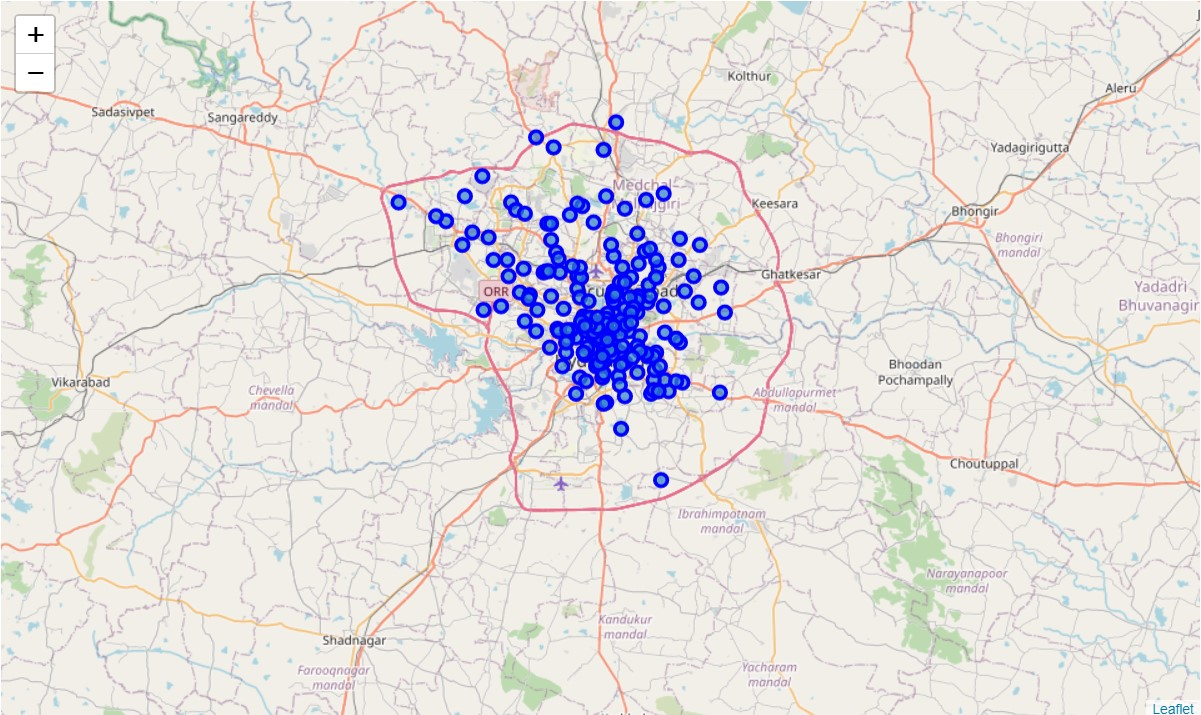 +
−
Kolthur
Aleru
Sadasivpet
Sangareddy
Yadagirigutta
Medchal
Keesara
Bhongir
Bhongiri
mandal
Ghatkesar
ORR
Yadadri
Bhuvanagir
Bhoodan
Pochampally
Vikarabad
Chevella
mandal
Abdullapurmet
mandal
Choutuppal
Ibrahimpatnam
mandal
Narayanapoor
mandal
Kandukur
mandal
Shadnagar
Farooqnagar
mandal
Yacharam
mandal
Leaflet